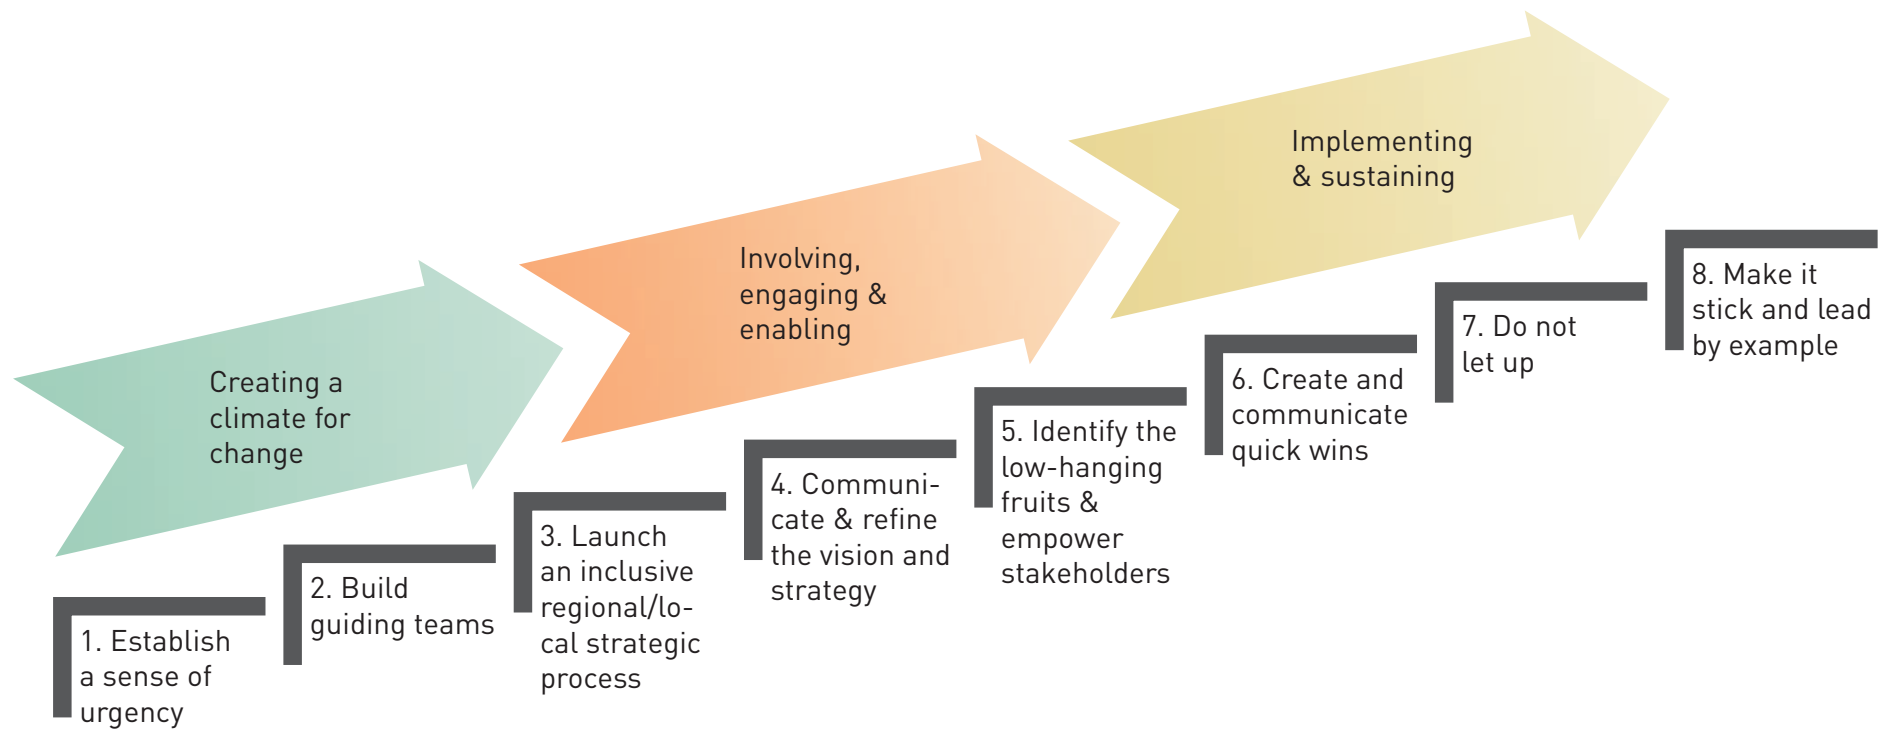 Creating a
climate for
change
Involving,
engaging &
enabling
Implementing
& sustaining
1. Establish
a sense of
urgency
2. Build
guiding teams
3. Launch
an inclusive
regional/lo-
cal strategic
process
4. Communi-
cate & refine
the vision and
strategy
5. Identify the
low-hanging
fruits &
empower
stakeholders
6. Create and
communicate
quick wins
7. Do not
let up
8. Make it
stick and lead
by example